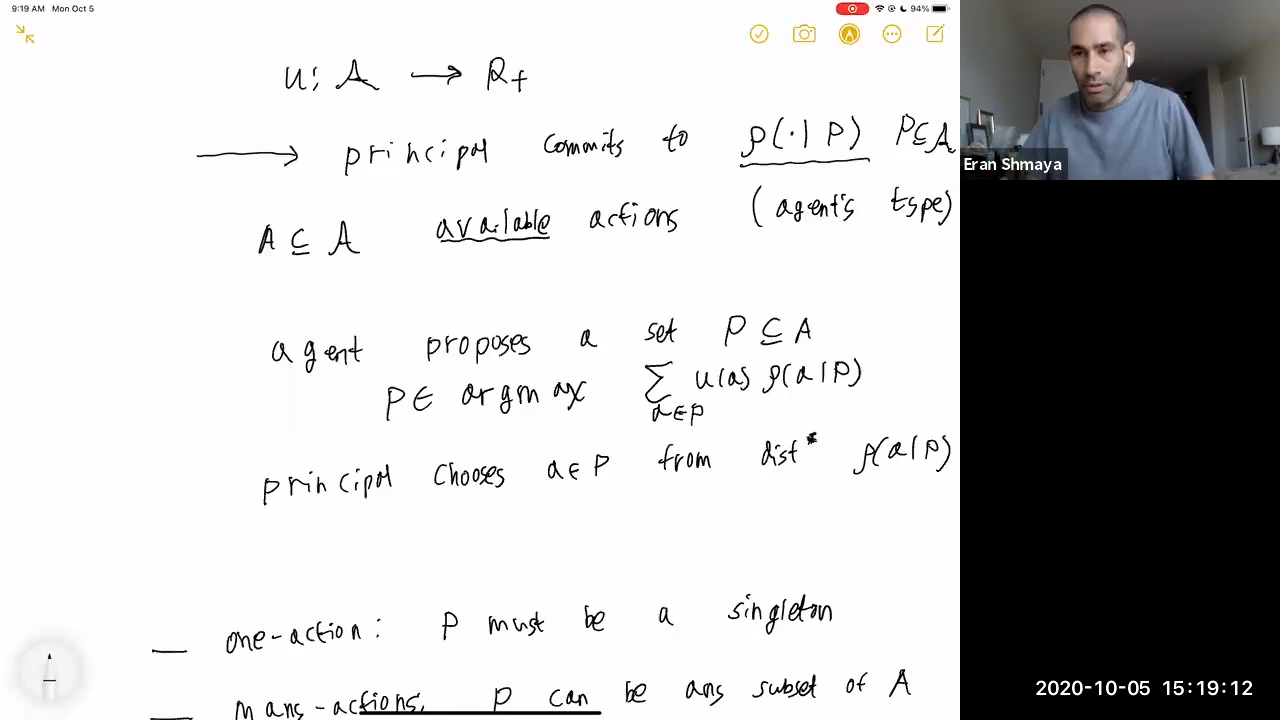 9:19 AM Mon Oct 5
94%
u: A → R+
→ principal commits to ρ(·|P) P⊆A
Eran Shmaya
A ⊆ A available actions (agent's type)
agent proposes a set P ⊆ A
P ∈ argmax ∑ u(a) ρ(a|P)
a∈P
principal chooses a∈P from dist ρ(a|P)
— one-action: P must be a singleton
— many-actions, P can be any subset of A
2020-10-05 15:19:12